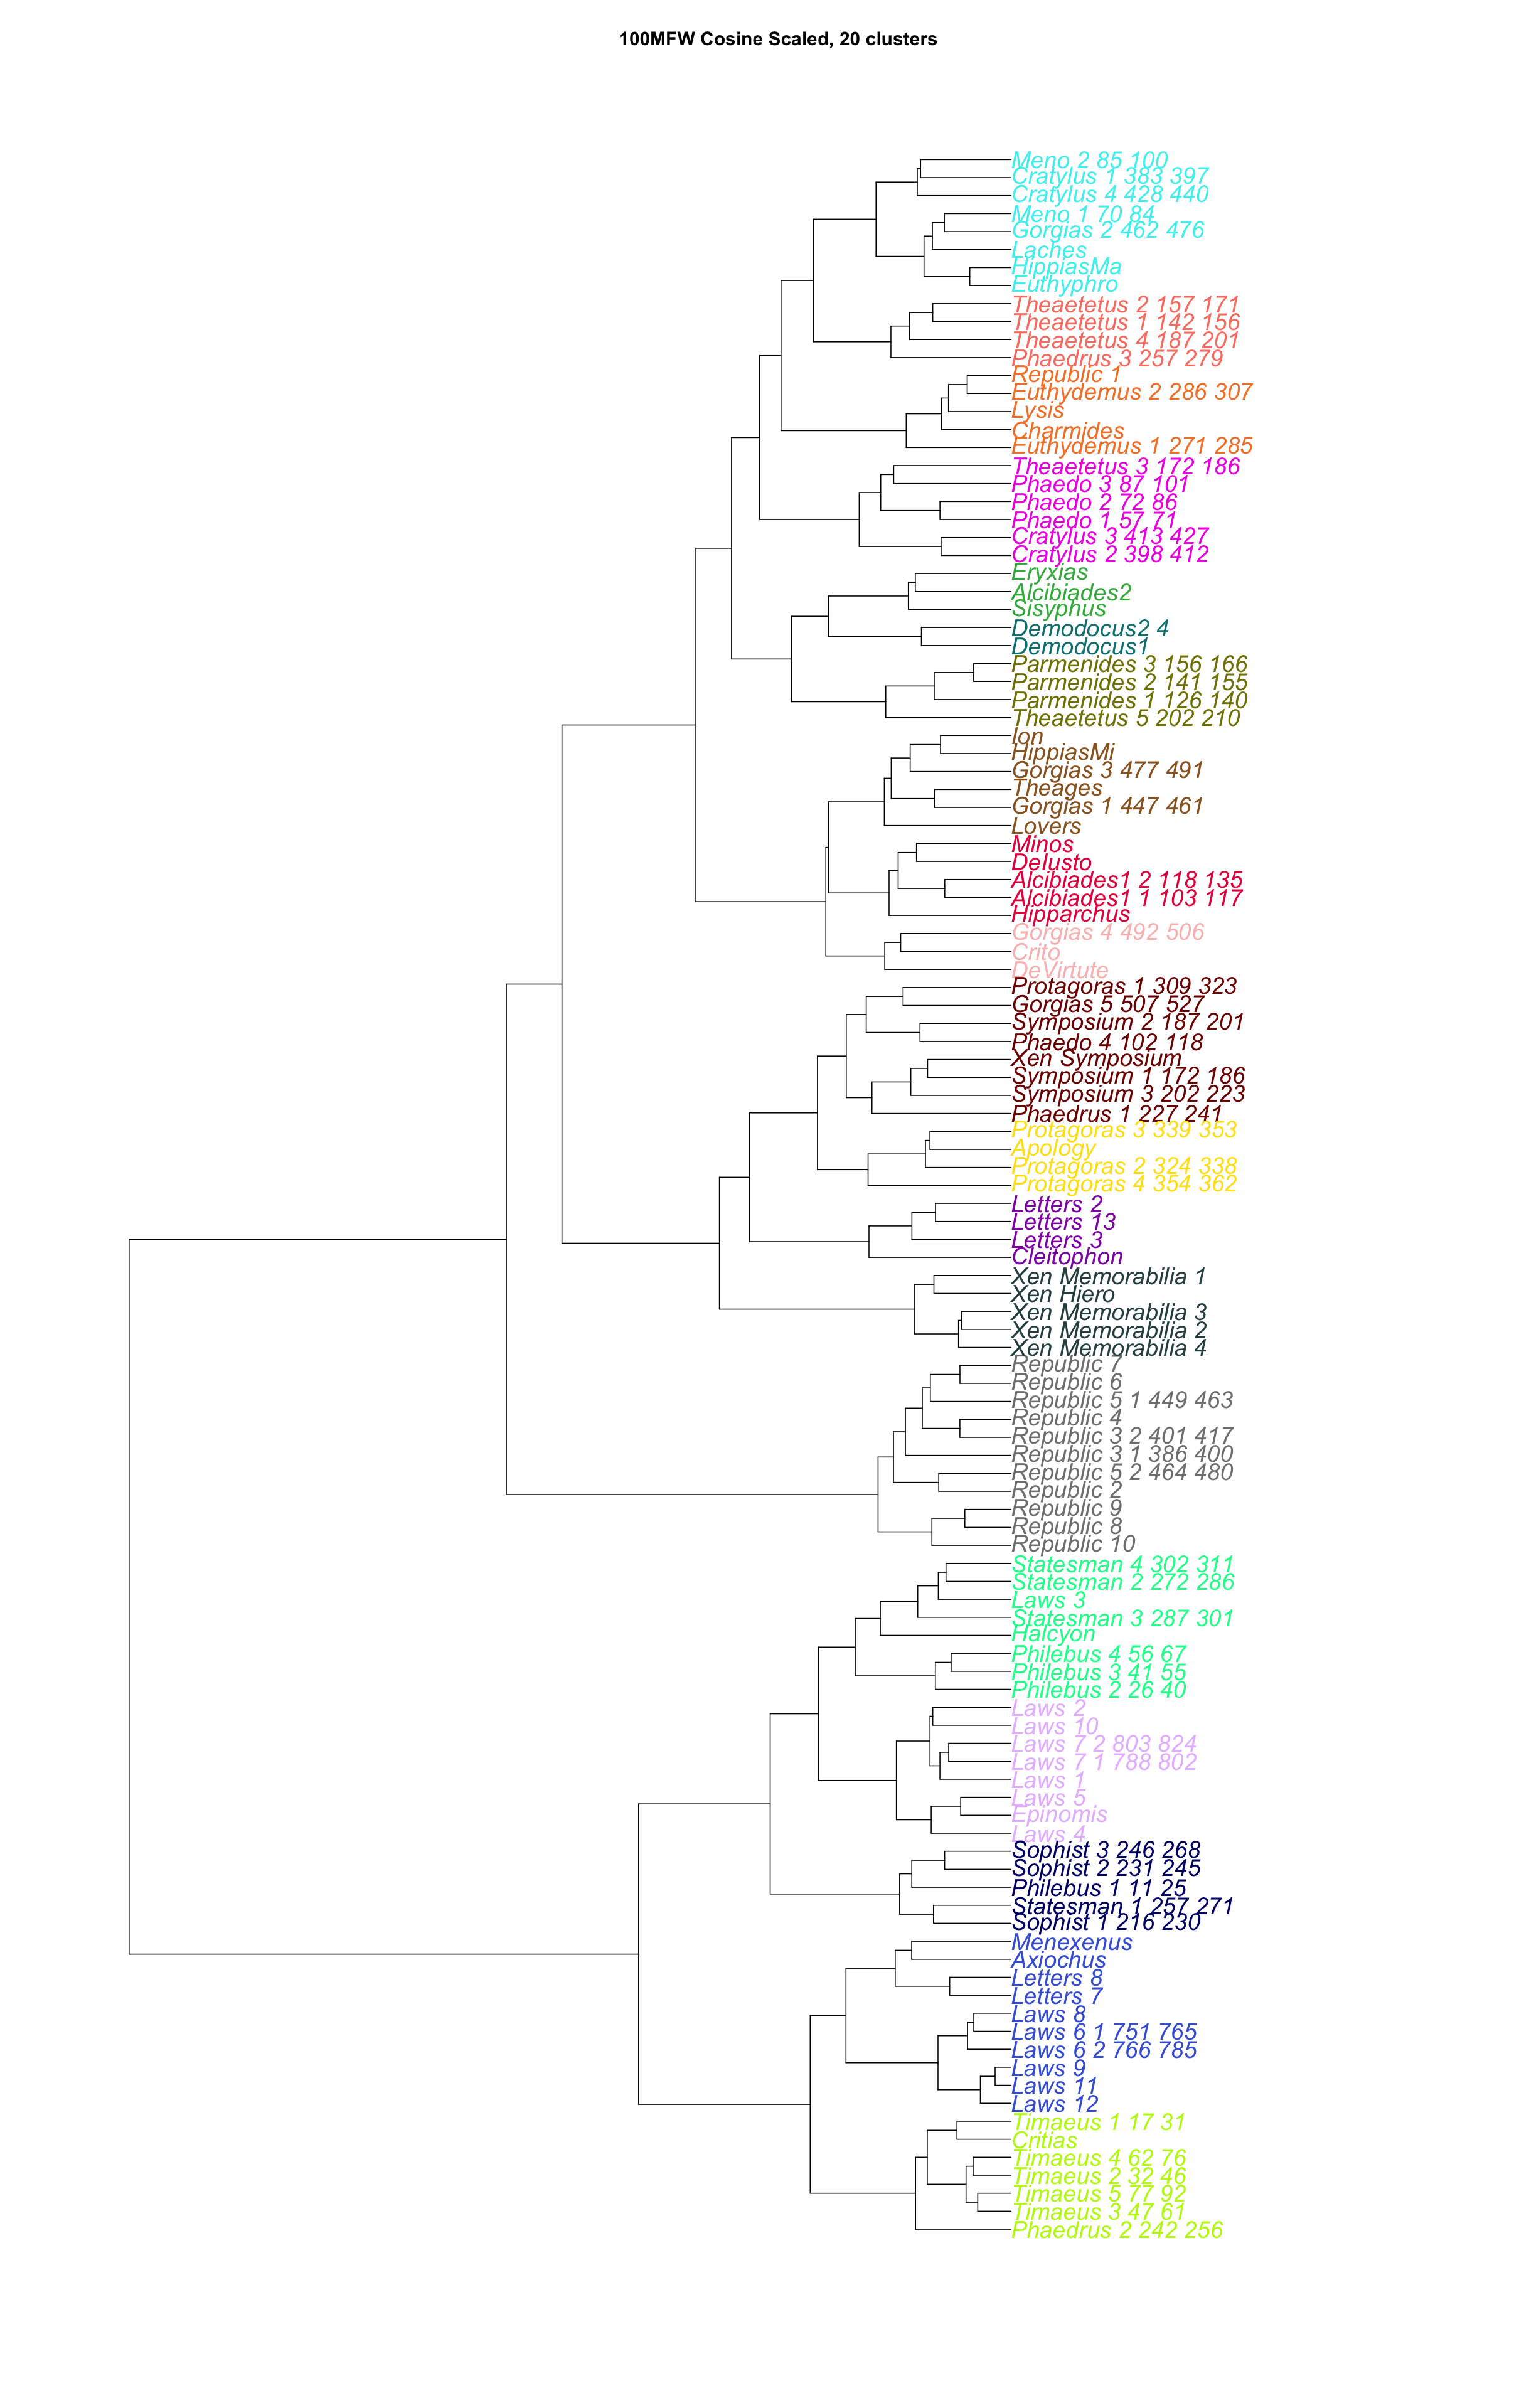 100MFW Cosine Scaled, 20 clusters
Meno 2 85 100
Cratylus 1 383 397
Cratylus 4 428 440
Meno 1 70 84
Gorgias 2 462 476
Laches
HippiasMa
Euthyphro
Theaetetus 2 157 171
Theaetetus 1 142 156
Theaetetus 4 187 201
Phaedrus 3 257 279
Republic 1
Euthydemus 2 286 307
Lysis
Charmides
Euthydemus 1 271 285
Theaetetus 3 172 186
Phaedo 3 87 101
Phaedo 2 72 86
Phaedo 1 57 71
Cratylus 3 413 427
Cratylus 2 398 412
Eryxias
Alcibiades2
Sisyphus
Demodocus2 4
Demodocus1
Parmenides 3 156 166
Parmenides 2 141 155
Parmenides 1 126 140
Theaetetus 5 202 210
Ion
HippiasMi
Gorgias 3 477 491
Theages
Gorgias 1 447 461
Lovers
Minos
DeIusto
Alcibiades1 2 118 135
Alcibiades1 1 103 117
Hipparchus
Gorgias 4 492 506
Crito
DeVirtute
Protagoras 1 309 323
Gorgias 5 507 527
Symposium 2 187 201
Phaedo 4 102 118
Xen Symposium
Symposium 1 172 186
Symposium 3 202 223
Phaedrus 1 227 241
Protagoras 3 339 353
Apology
Protagoras 2 324 338
Protagoras 4 354 362
Letters 2
Letters 13
Letters 3
Cleitophon
Xen Memorabilia 1
Xen Hiero
Xen Memorabilia 3
Xen Memorabilia 2
Xen Memorabilia 4
Republic 7
Republic 6
Republic 5 1 449 463
Republic 4
Republic 3 2 401 417
Republic 3 1 386 400
Republic 5 2 464 480
Republic 2
Republic 9
Republic 8
Republic 10
Statesman 4 302 311
Statesman 2 272 286
Laws 3
Statesman 3 287 301
Halcyon
Philebus 4 56 67
Philebus 3 41 55
Philebus 2 26 40
Laws 2
Laws 10
Laws 7 2 803 824
Laws 7 1 788 802
Laws 1
Laws 5
Epinomis
Laws 4
Sophist 3 246 268
Sophist 2 231 245
Philebus 1 11 25
Statesman 1 257 271
Sophist 1 216 230
Menexenus
Axiochus
Letters 8
Letters 7
Laws 8
Laws 6 1 751 765
Laws 6 2 766 785
Laws 9
Laws 11
Laws 12
Timaeus 1 17 31
Critias
Timaeus 4 62 76
Timaeus 2 32 46
Timaeus 5 77 92
Timaeus 3 47 61
Phaedrus 2 242 256